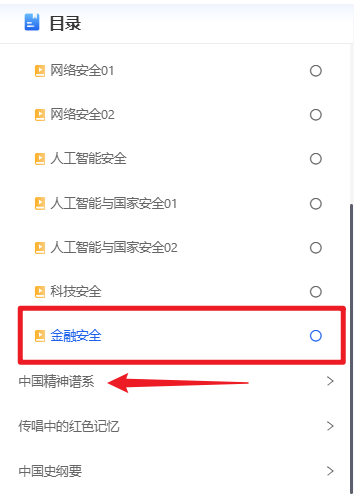 目录
网络安全01
网络安全02
人工智能安全
人工智能与国家安全01
人工智能与国家安全02
科技安全
金融安全
中国精神谱系
传唱中的红色记忆
中国史纲要